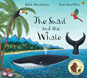 Julia Donaldson Axel Scheffler
The Snail
and the
Whale